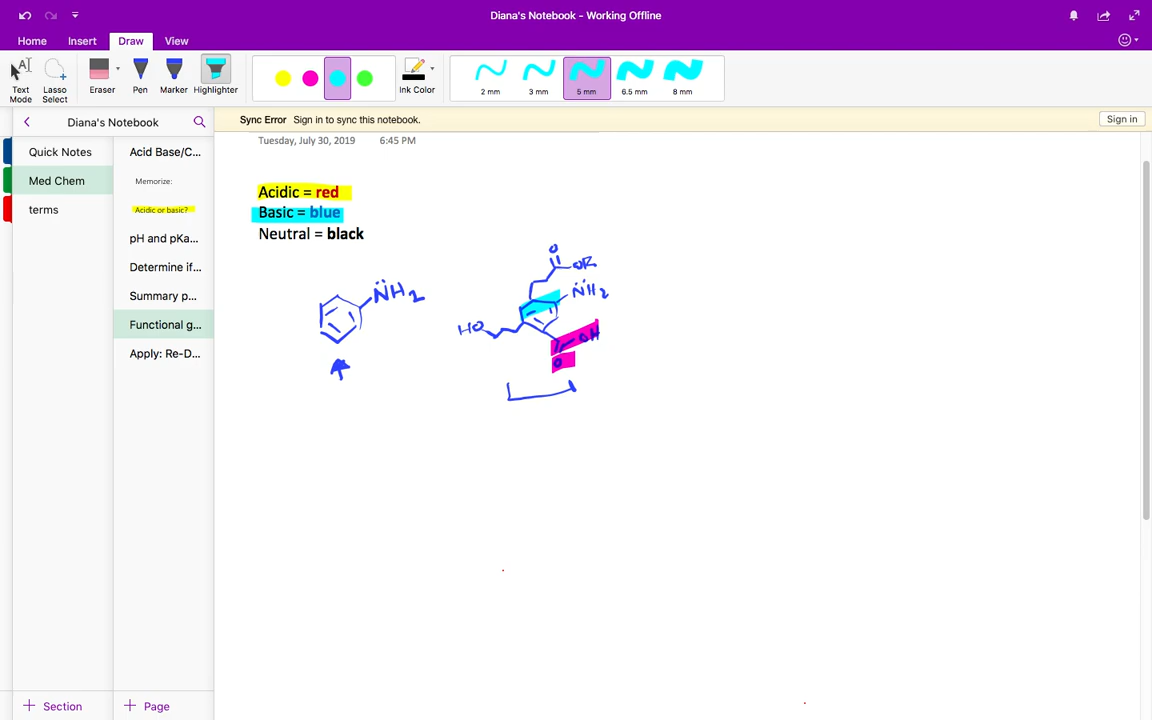 Diana's Notebook - Working Offline
Home Insert Draw View
Text Mode
Lasso Select
Eraser
Pen
Marker
Highlighter
Ink Color
2 mm
3 mm
5 mm
6.5 mm
8 mm
Diana's Notebook
Sync Error Sign in to sync this notebook.
Sign in
Quick Notes
Med Chem
terms
Acid Base/C...
Memorize:
Acidic or basic?
pH and pKa...
Determine if...
Summary p...
Functional g...
Apply: Re-D...
Tuesday, July 30, 2019 6:45 PM
Acidic = red
Basic = blue
Neutral = black
NH2
O
OR
NH2
HO
OH
O
+ Section
+ Page